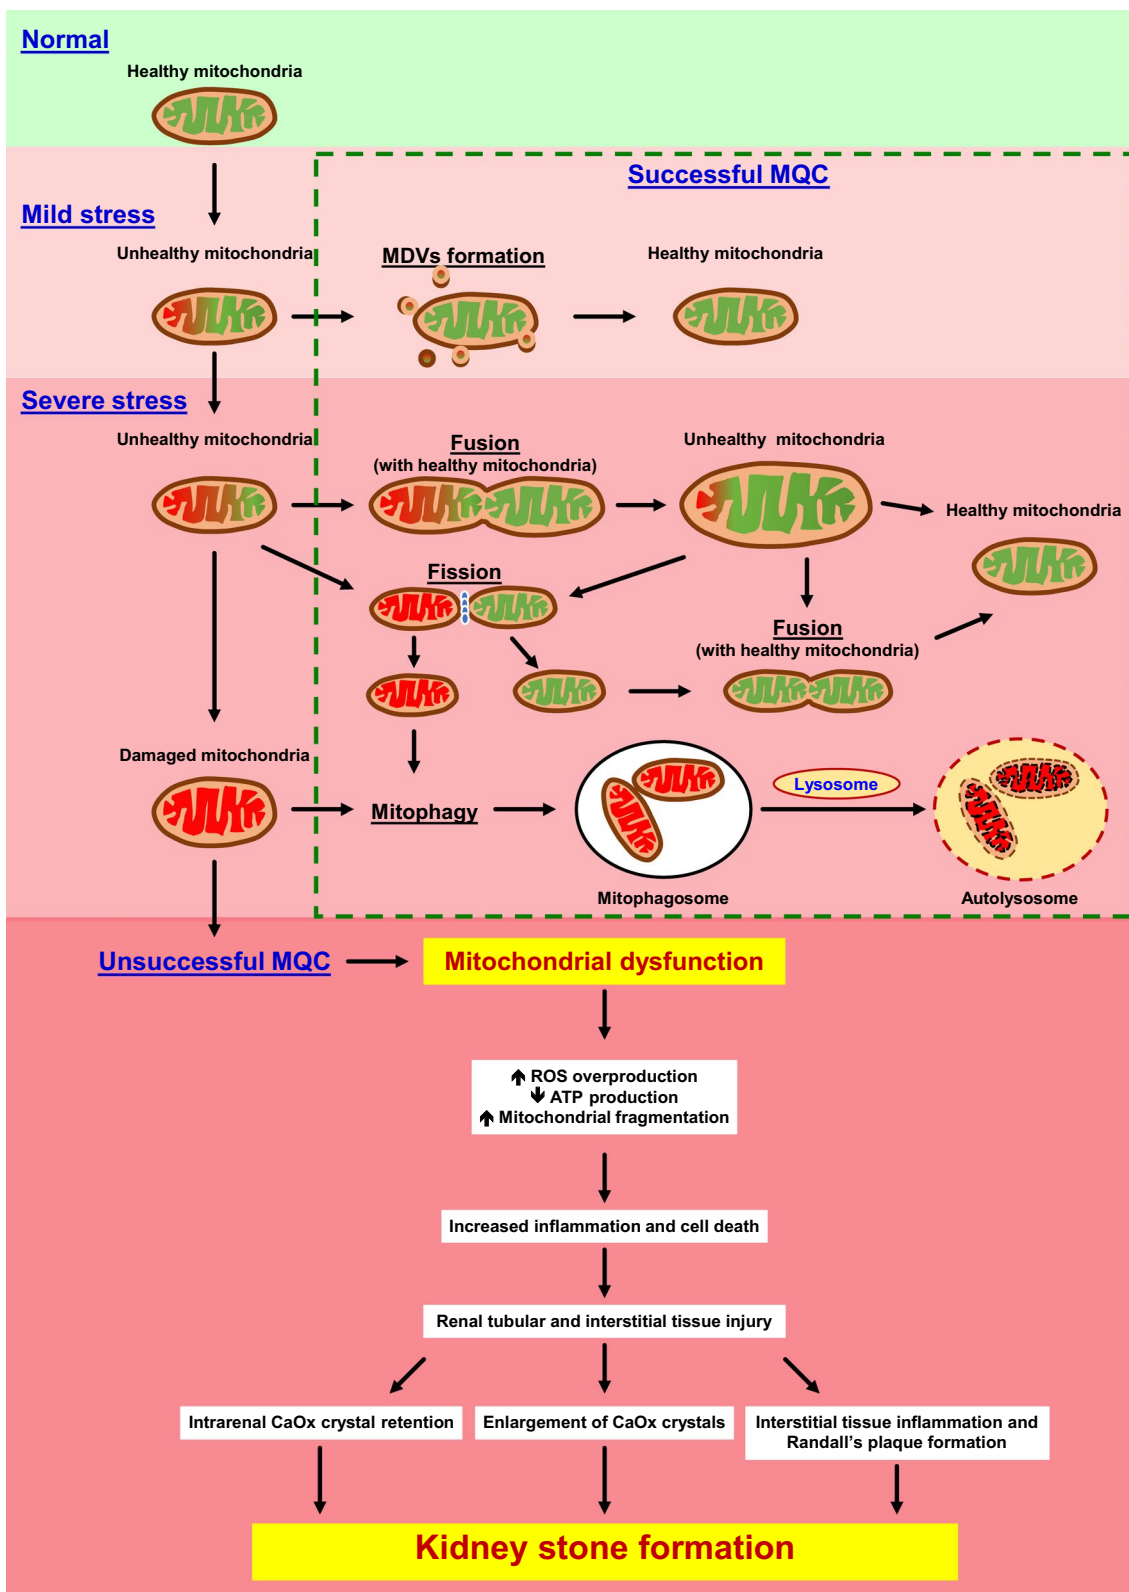 Normal
Healthy mitochondria
Successful MQC
Mild stress
Unhealthy mitochondria
MDVs formation
Healthy mitochondria
Severe stress
Unhealthy mitochondria
Fusion
(with healthy mitochondria)
Unhealthy mitochondria
Healthy mitochondria
Fission
Fusion
(with healthy mitochondria)
Damaged mitochondria
Mitophagy
Lysosome
Mitophagosome
Autolysosome
Unsuccessful MQC
Mitochondrial dysfunction
↑ ROS overproduction
↓ ATP production
↑ Mitochondrial fragmentation
Increased inflammation and cell death
Renal tubular and interstitial tissue injury
Intrarenal CaOx crystal retention
Enlargement of CaOx crystals
Interstitial tissue inflammation and
Randall's plaque formation
Kidney stone formation